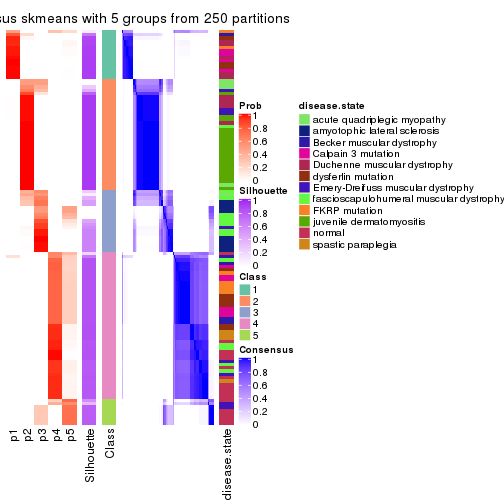 sus skmeans with 5 groups from 250 partitions
Prob
1
0.8
0.6
0.4
0.2
0
Silhouette
1
0.8
0.6
0.4
0.2
0
Class
1
2
3
4
5
Consensus
1
0.8
0.6
0.4
0.2
0
disease.state
acute quadriplegic myopathy
amyotophic lateral sclerosis
Becker muscular dystrophy
Calpain 3 mutation
Duchenne muscular dystrophy
dysferlin mutation
Emery-Dreifuss muscular dystrophy
fascioscapulohumeral muscular dystrophy
FKRP mutation
juvenile dermatomyositis
normal
spastic paraplegia
p1
p2
p3
p4
p5
Silhouette
Class
disease.state